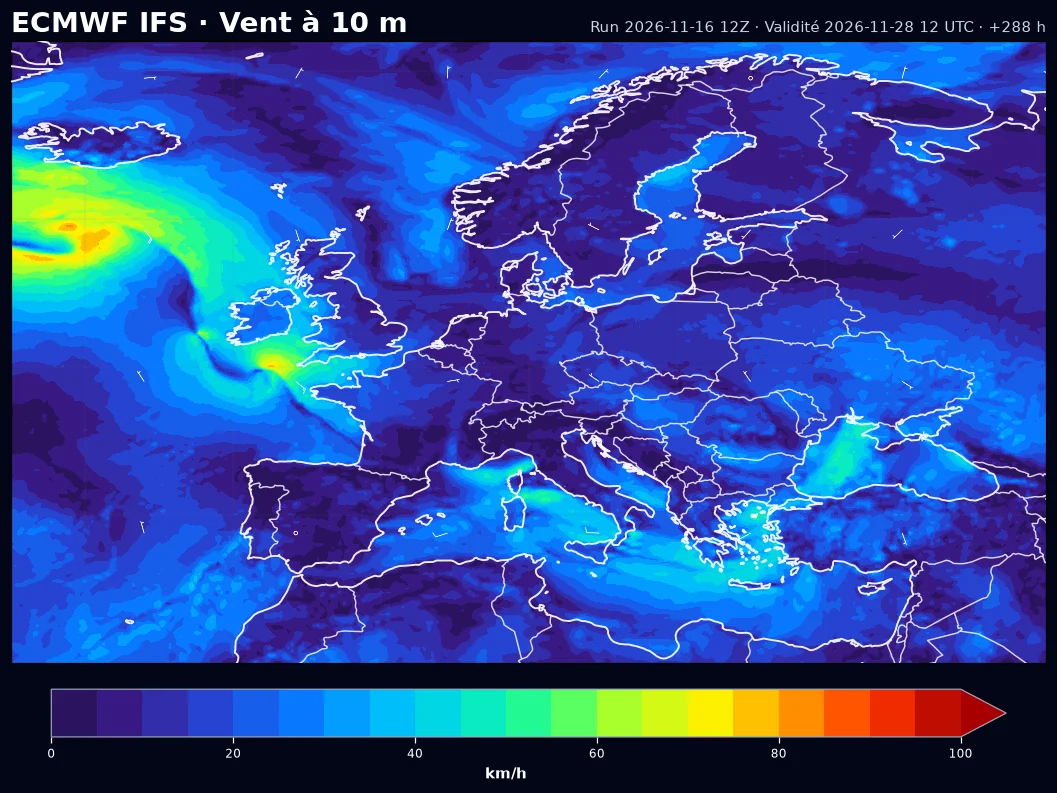 ECMWF IFS · Vent à 10 m
Run 2026-11-16 12Z · Validité 2026-11-28 12 UTC · +288 h
0 20 40 60 80 100
km/h